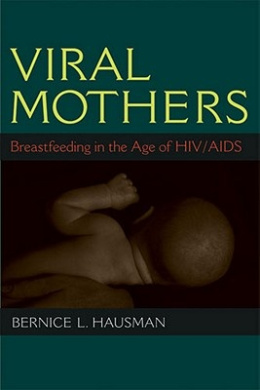 VIRAL
MOTHERS
Breastfeeding in the Age of HIV/AIDS
BERNICE L. HAUSMAN